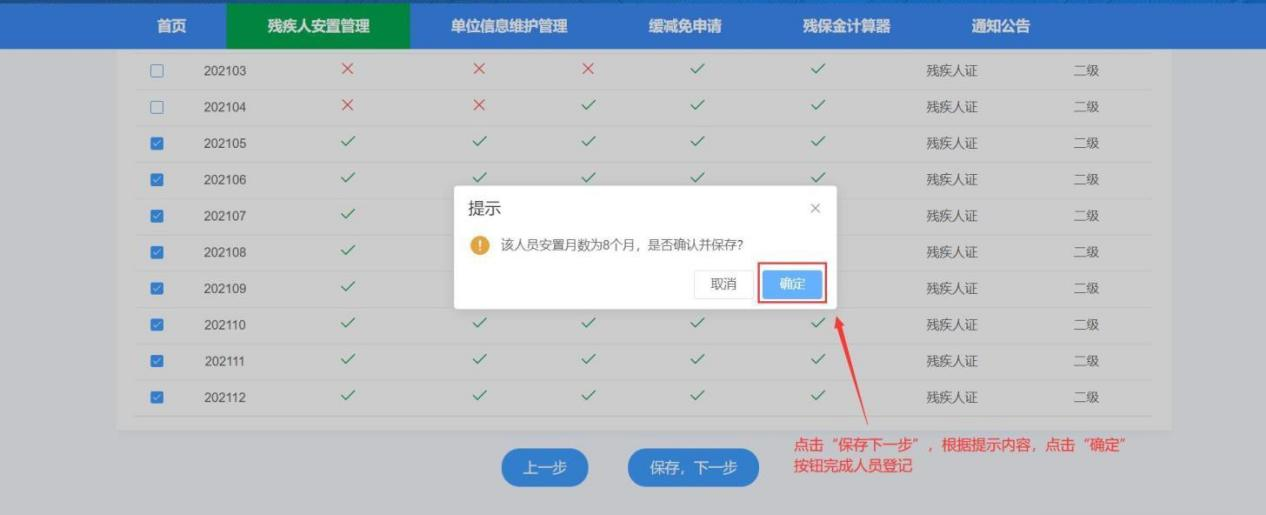 首页 残疾人安置管理 单位信息维护管理 缓减免申请 残保金计算器 通知公告
202103 残疾人证 二级
202104 残疾人证 二级
202105 残疾人证 二级
202106 残疾人证 二级
202107 残疾人证 二级
202108 残疾人证 二级
202109 残疾人证 二级
202110 残疾人证 二级
202111 残疾人证 二级
202112 残疾人证 二级
提示
该人员安置月数为8个月，是否确认并保存?
取消 确定
点击“保存下一步”，根据提示内容，点击“确定”
按钮完成人员登记
上一步 保存，下一步